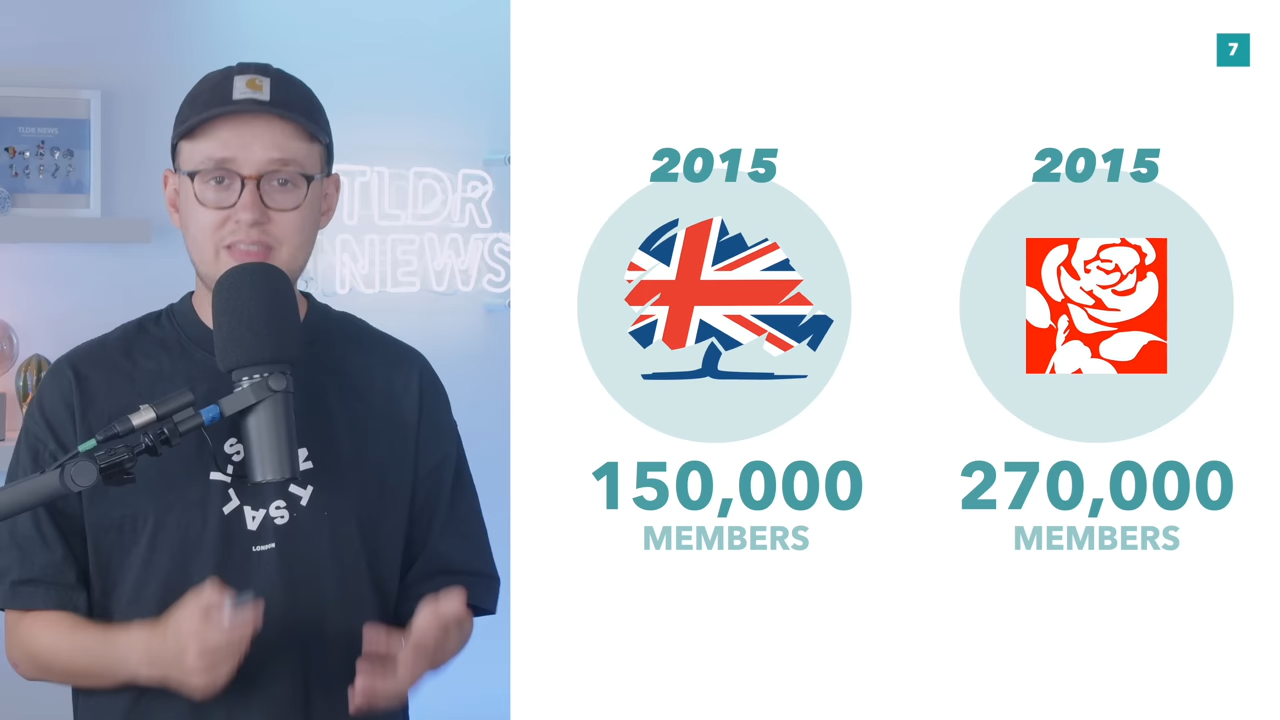 TLDR NEWS
TLDR
NEWS
LONDON
7
2015
150,000
MEMBERS
2015
270,000
MEMBERS